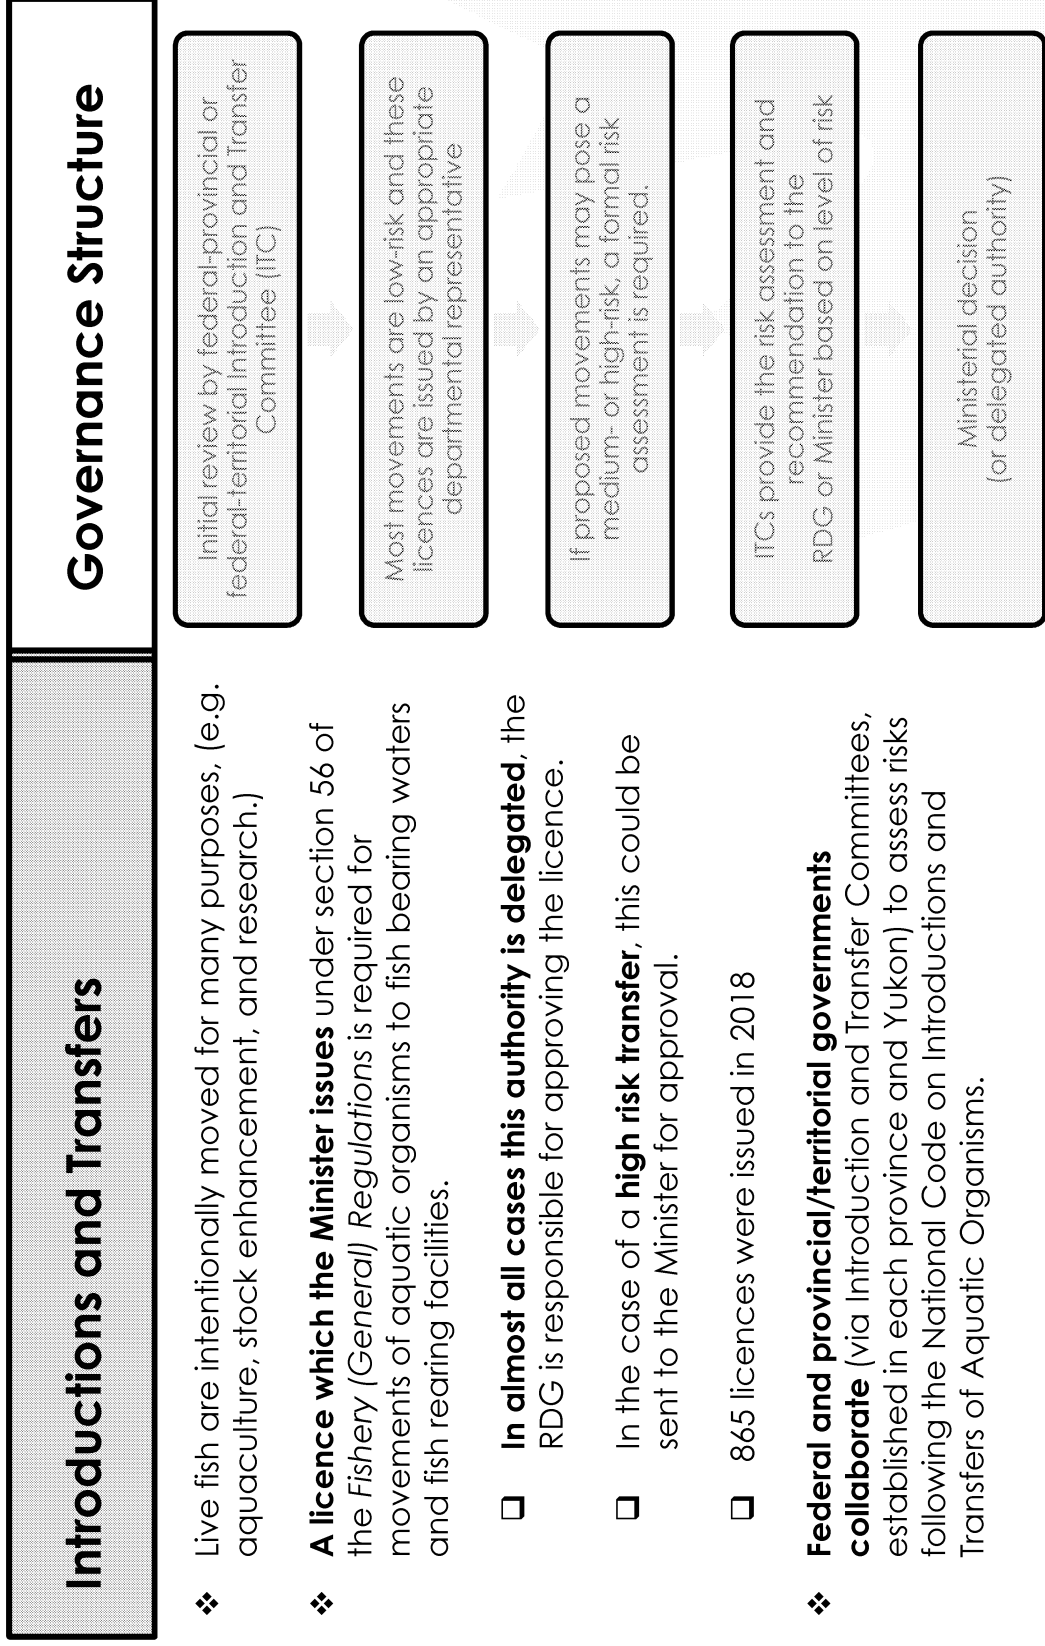 Introductions and Transfers
Governance Structure
❖ Live fish are intentionally moved for many purposes, (e.g.
aquaculture, stock enhancement, and research.)
❖ A licence which the Minister issues under section 56 of
the Fishery (General) Regulations is required for
movements of aquatic organisms to fish bearing waters
and fish rearing facilities.
❑ In almost all cases this authority is delegated, the
RDG is responsible for approving the licence.
❑ In the case of a high risk transfer, this could be
sent to the Minister for approval.
❑ 865 licences were issued in 2018
❖ Federal and provincial/territorial governments
collaborate (via Introduction and Transfer Committees,
established in each province and Yukon) to assess risks
following the National Code on Introductions and
Transfers of Aquatic Organisms.
Initial review by federal-provincial or
federal-territorial Introduction and Transfer
Committee (ITC)
Most movements are low-risk and these
licences are issued by an appropriate
departmental representative
If proposed movements may pose a
medium- or high-risk, a formal risk
assessment is required.
ITCs provide the risk assessment and
recommendation to the
RDG or Minister based on level of risk
Ministerial decision
(or delegated authority)